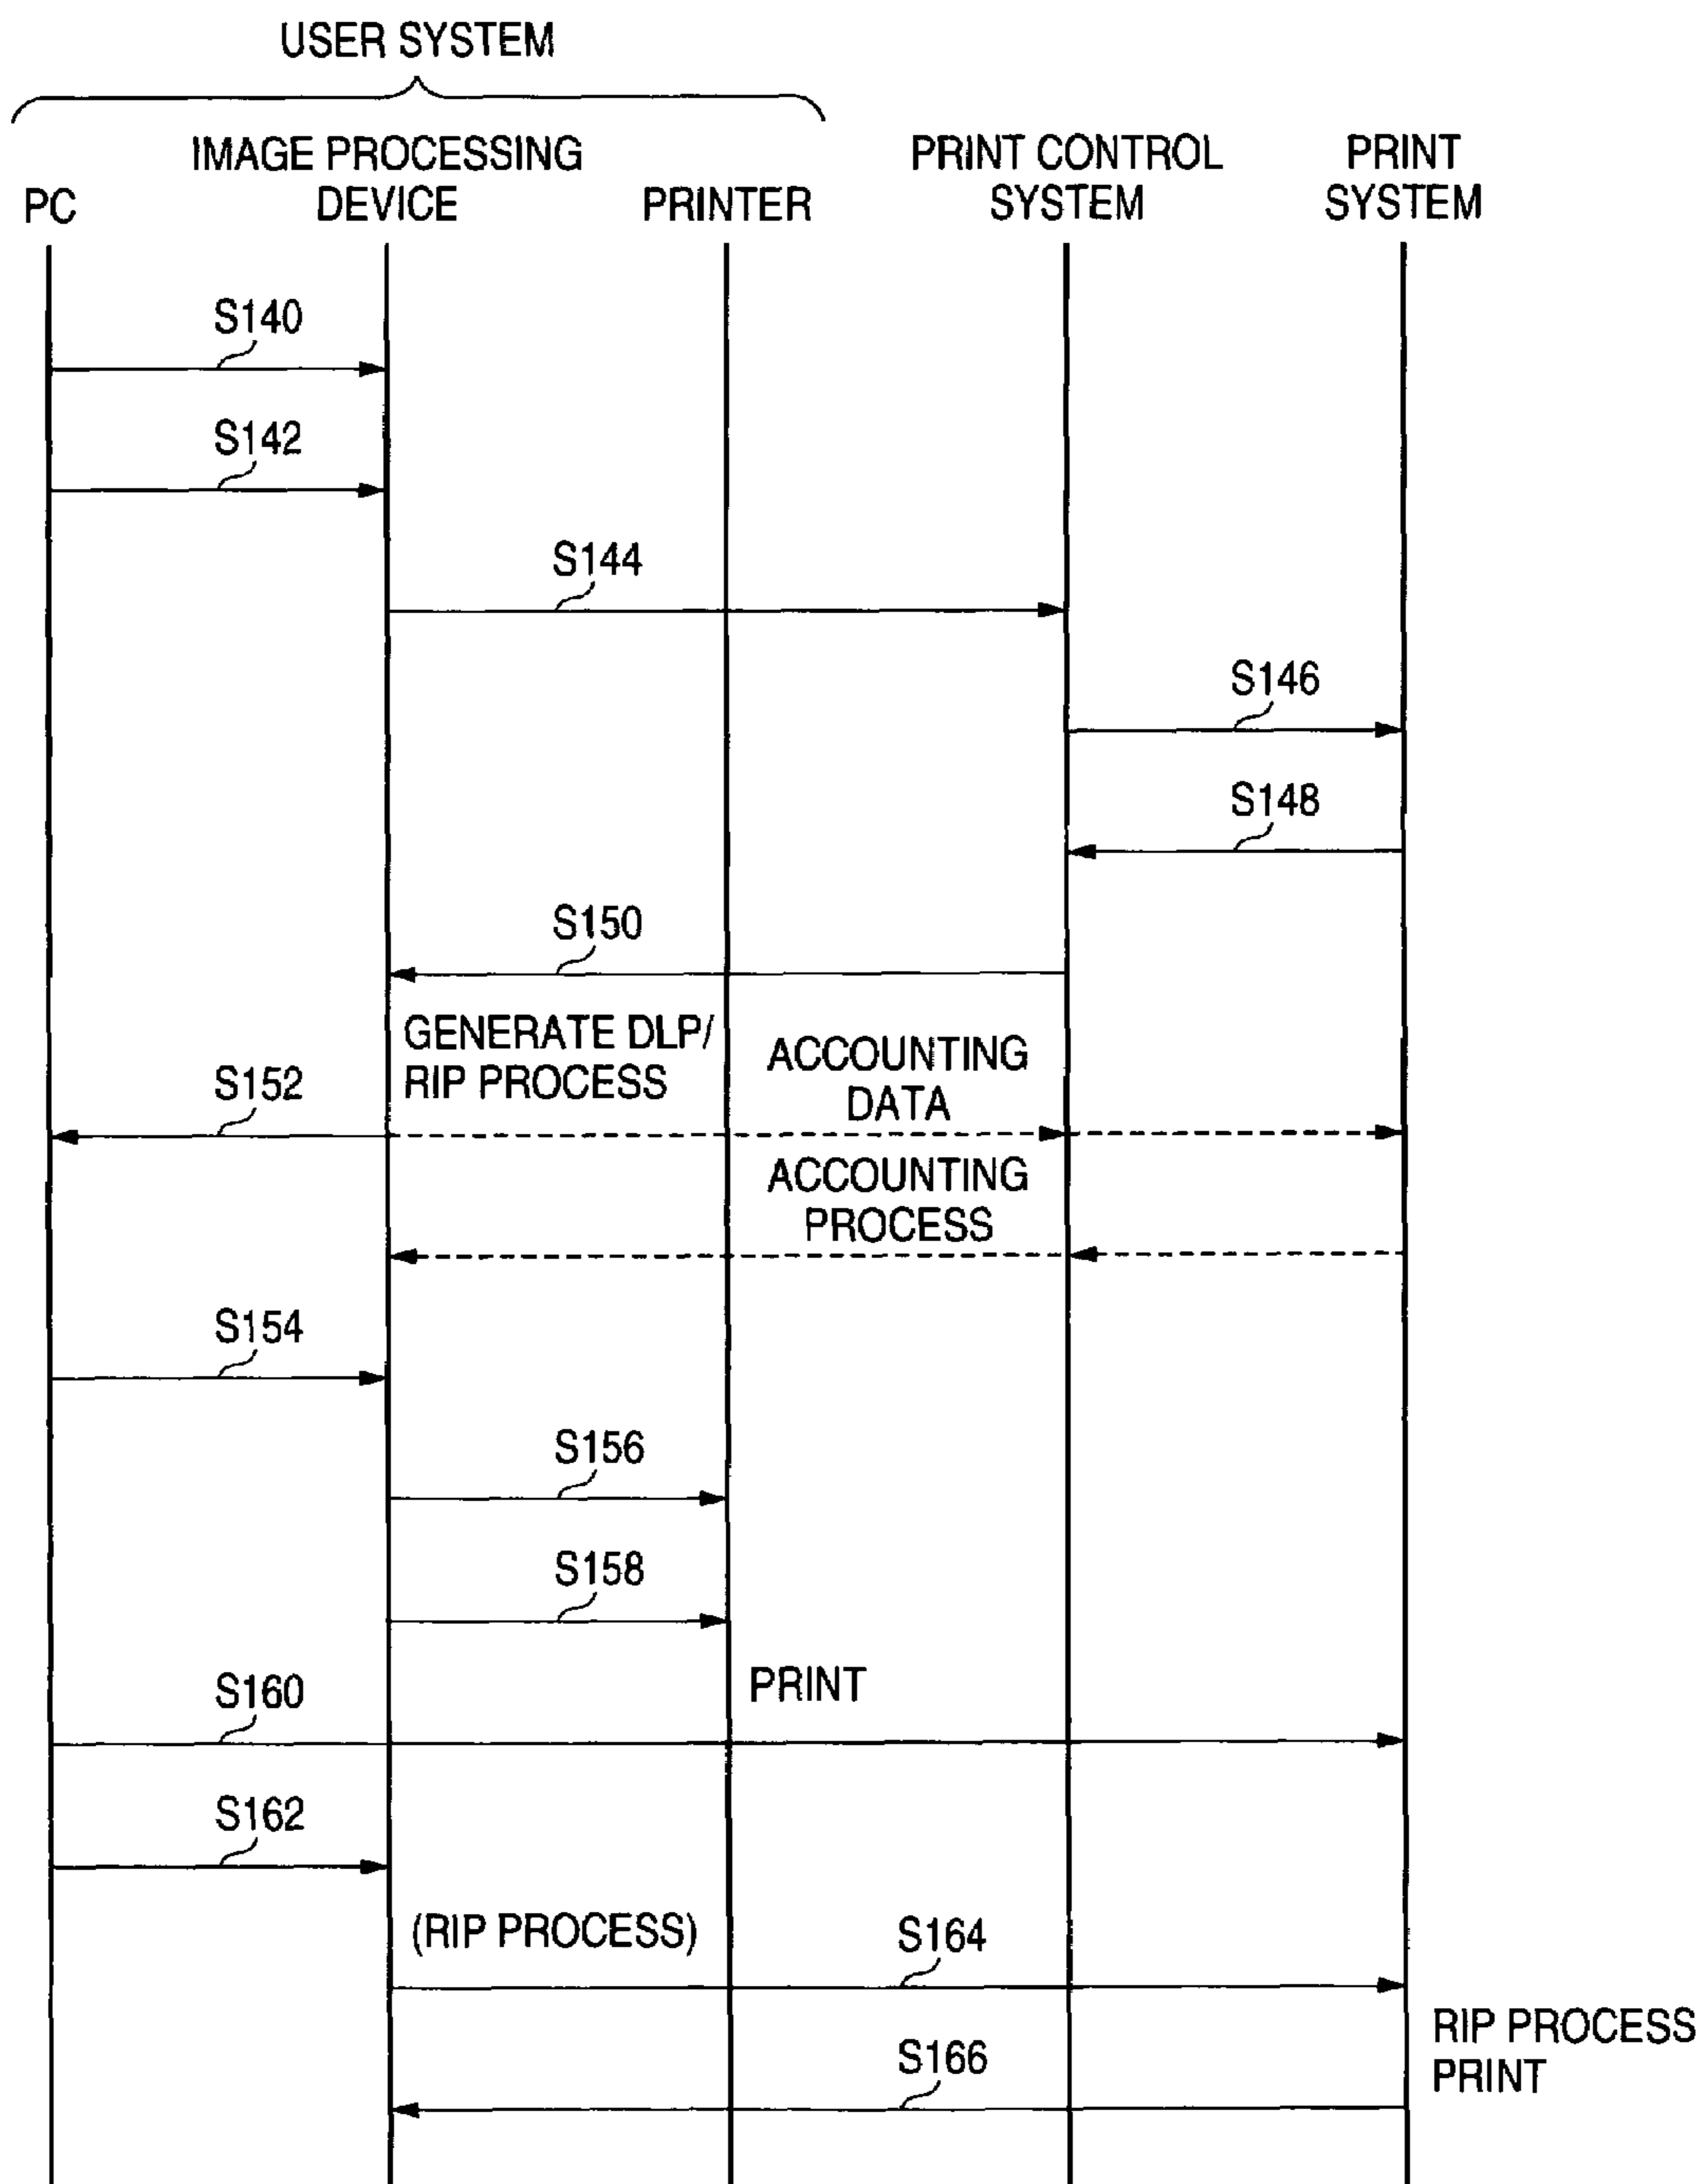 USER SYSTEM
IMAGE PROCESSING
DEVICE
PC
PRINTER
PRINT CONTROL
SYSTEM
PRINT
SYSTEM
S140
S142
S144
S146
S148
S150
GENERATE DLP/
RIP PROCESS
ACCOUNTING
DATA
S152
ACCOUNTING
PROCESS
S154
S156
S158
PRINT
S160
S162
(RIP PROCESS)
S164
RIP PROCESS
PRINT
S166